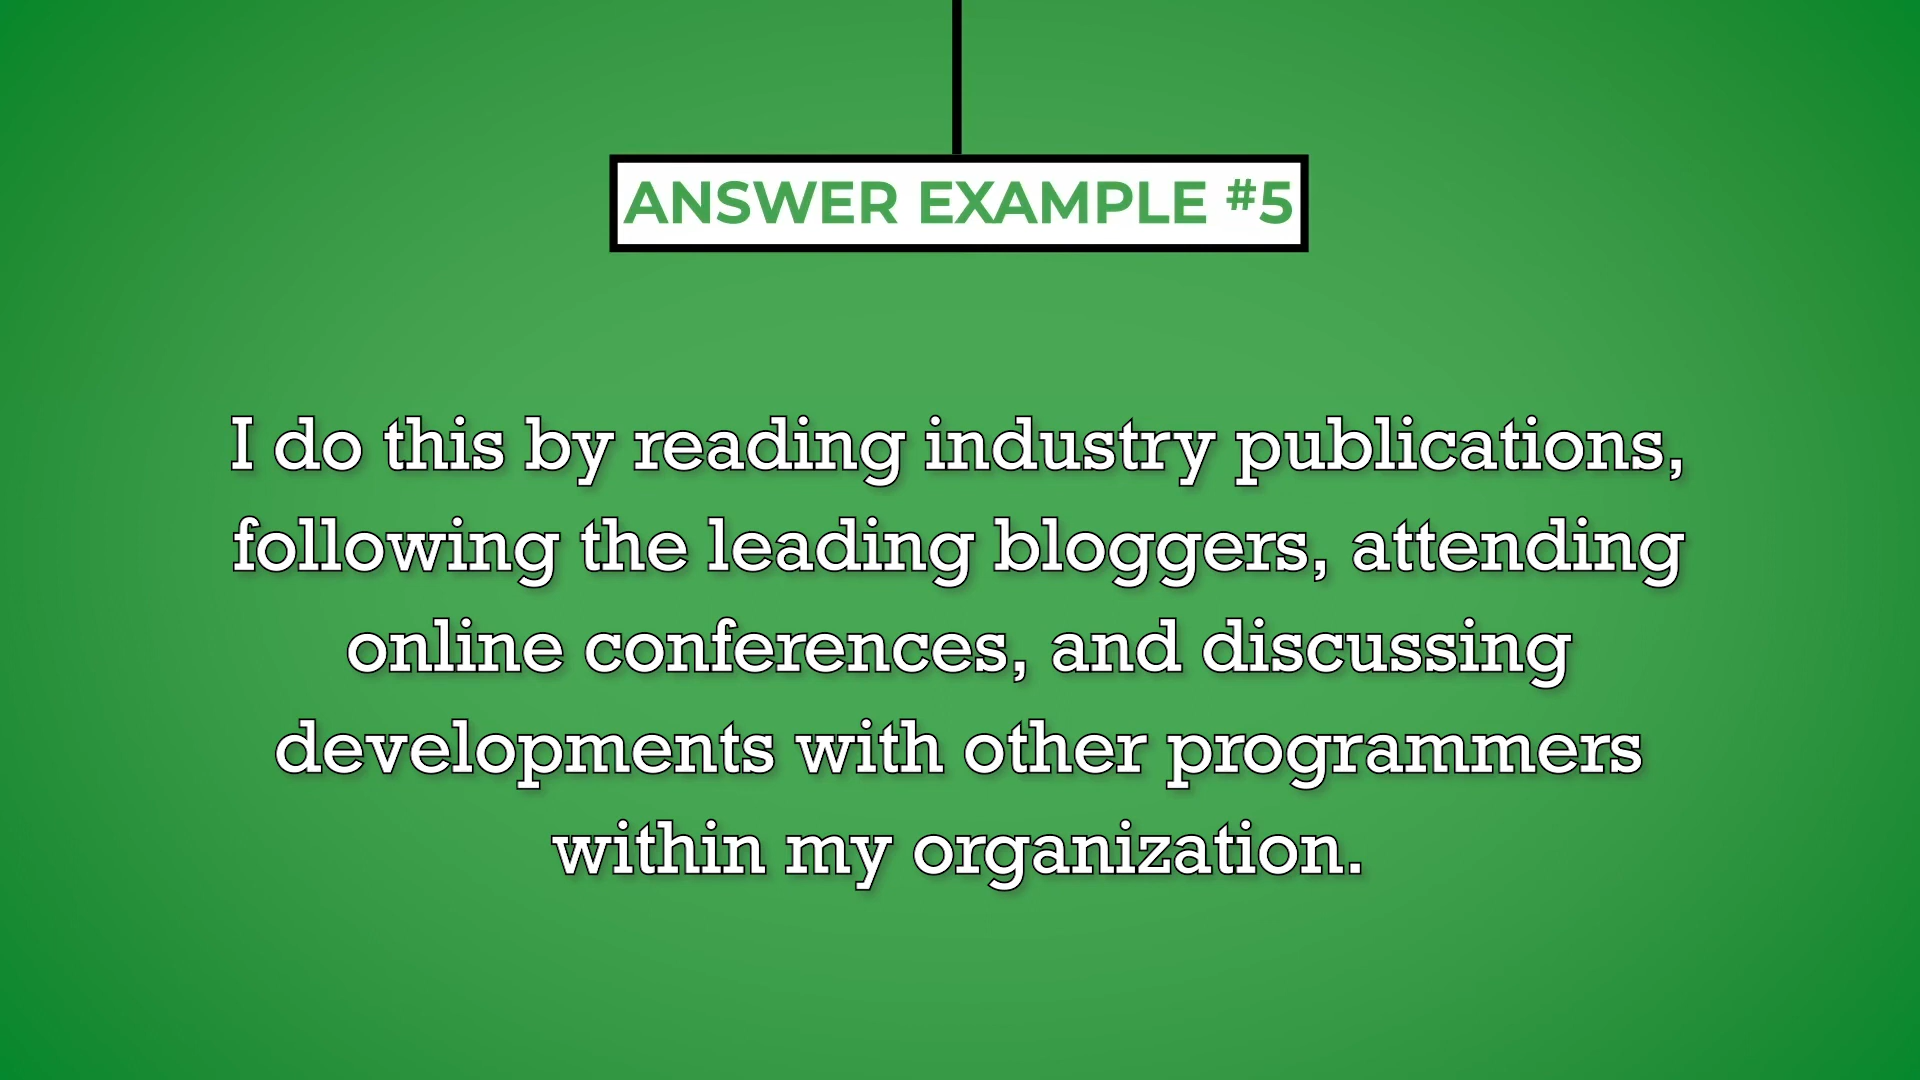 ANSWER EXAMPLE #5
I do this by reading industry publications,
following the leading bloggers, attending
online conferences, and discussing
developments with other programmers
within my organization.